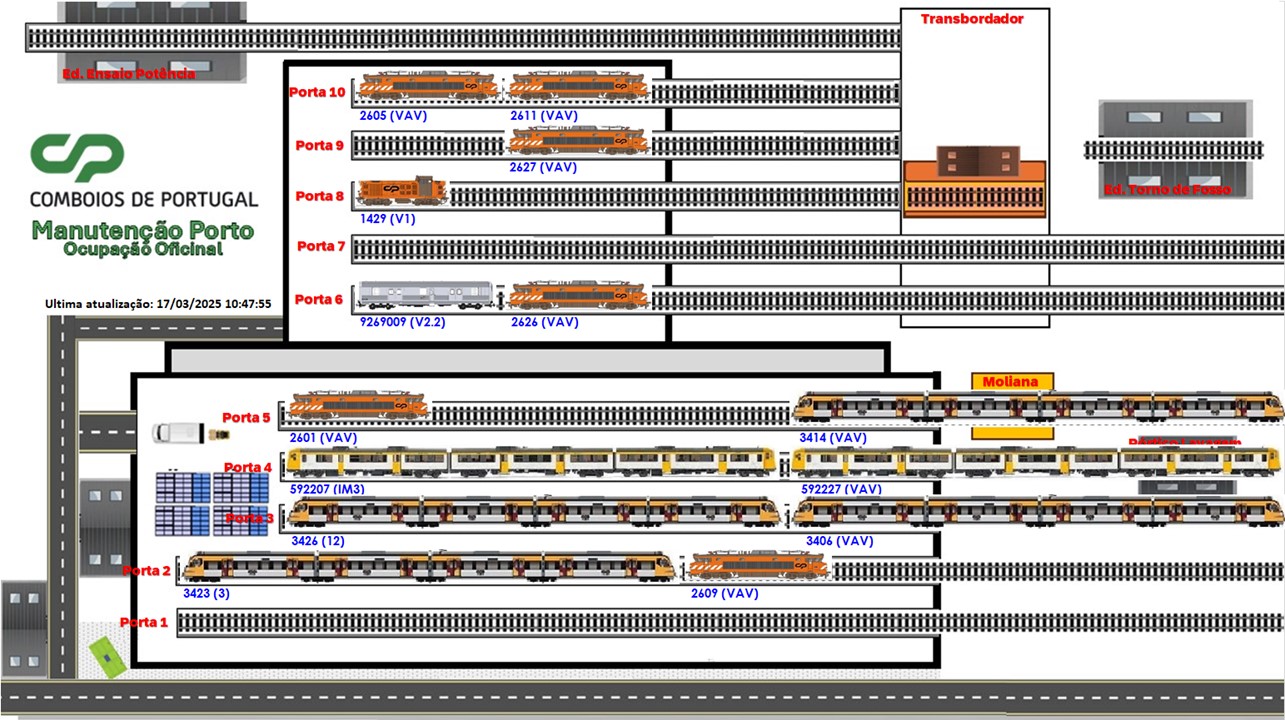 Transbordador
Ed. Ensaio Potência
Porta 10
2605 (VAV)
2611 (VAV)
Porta 9
2627 (VAV)
CP
COMBOIOS DE PORTUGAL
Manutenção Porto
Ocupação Oficinal
Ed. Torno de Fosso
Porta 8
1429 (V1)
Porta 7
Porta 6
9269009 (V2.2)
2626 (VAV)
Ultima atualização: 17/03/2025 10:47:55
Moliana
Porta 5
2601 (VAV)
3414 (VAV)
Porta 4
592207 (IM3)
592227 (VAV)
Porta 3
3426 (12)
3406 (VAV)
Porta 2
3423 (3)
2609 (VAV)
Porta 1